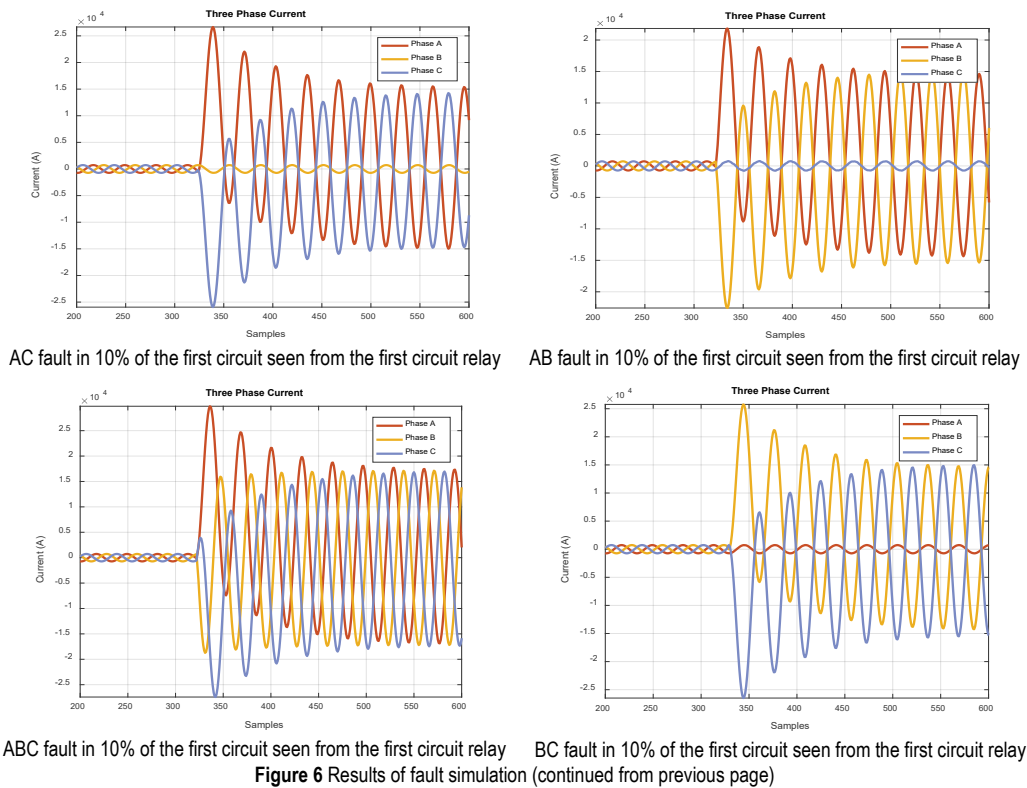 Three Phase Current
× 10 4
2.5
2
1.5
1
0.5
0
-0.5
-1
-1.5
-2
-2.5
Current (A)
Phase A
Phase B
Phase C
200 250 300 350 400 450 500 550 600
Samples
AC fault in 10% of the first circuit seen from the first circuit relay
Three Phase Current
× 10 4
2
1.5
1
0.5
0
-0.5
-1
-1.5
-2
Current (A)
Phase A
Phase B
Phase C
200 250 300 350 400 450 500 550 600
Samples
AB fault in 10% of the first circuit seen from the first circuit relay
Three Phase Current
× 10 4
2.5
2
1.5
1
0.5
0
-0.5
-1
-1.5
-2
-2.5
Current (A)
Phase A
Phase B
Phase C
200 250 300 350 400 450 500 550 600
Samples
ABC fault in 10% of the first circuit seen from the first circuit relay
Three Phase Current
× 10 4
2.5
2
1.5
1
0.5
0
-0.5
-1
-1.5
-2
-2.5
Current (A)
Phase A
Phase B
Phase C
200 250 300 350 400 450 500 550 600
Samples
BC fault in 10% of the first circuit seen from the first circuit relay
Figure 6 Results of fault simulation (continued from previous page)